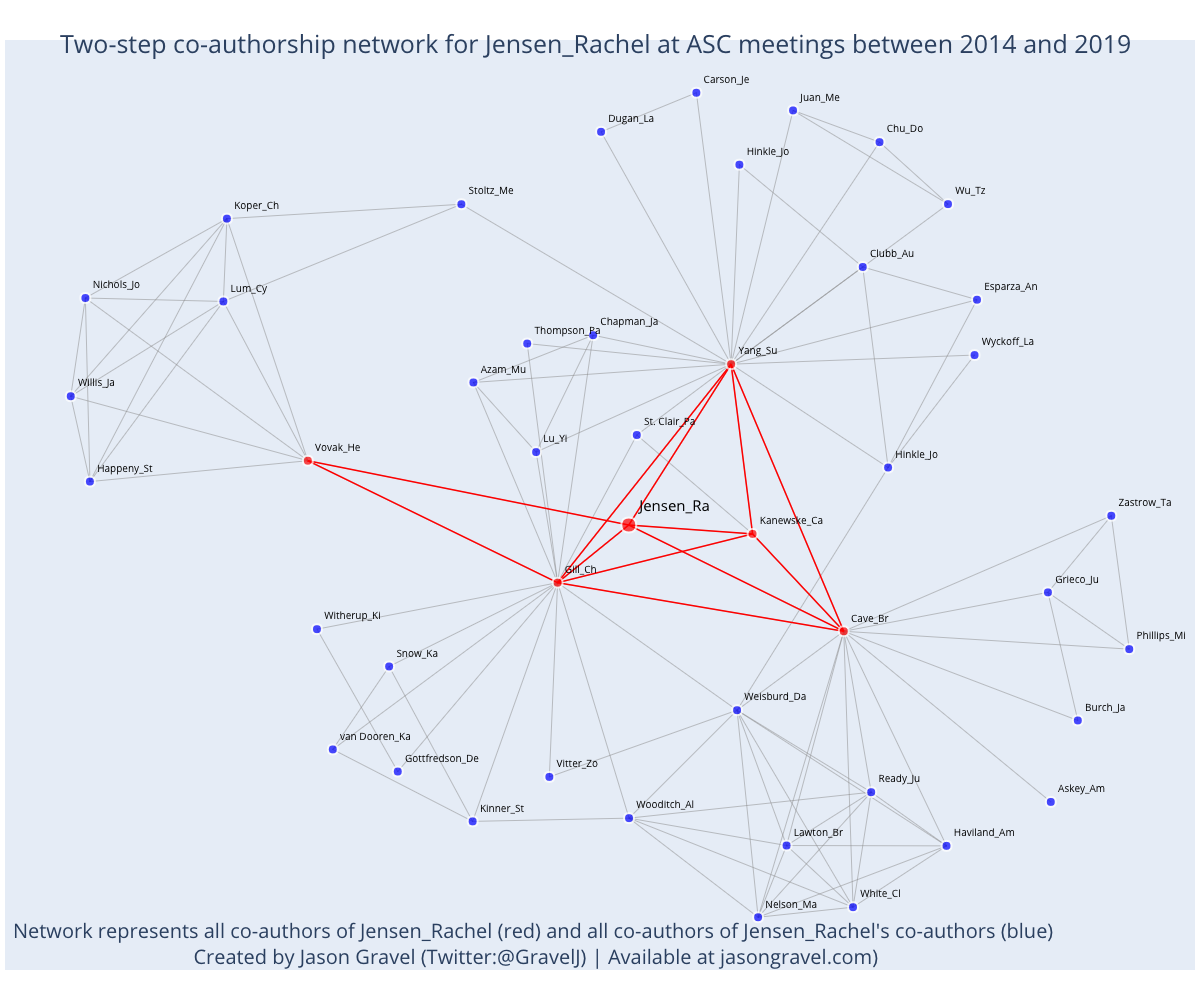 Two-step co-authorship network for Jensen_Rachel at ASC meetings between 2014 and 2019
Carson_Je
Juan_Me
Dugan_La
Chu_Do
Hinkle_Jo
Stoltz_Me
Wu_Tz
Koper_Ch
Clubb_Au
Nichols_Jo
Lum_Cy
Esparza_An
Chapman_Ja
Thompson_Pa
Wyckoff_La
Yang_Su
Azam_Mu
Willis_Ja
St. Clair_Pa
Lu_Yi
Vovak_He
Hinkle_Jo
Happeny_St
Zastrow_Ta
Jensen_Ra
Kanewske_Ca
Gill_Ch
Grieco_Ju
Witherup_Ki
Cave_Br
Phillips_Mi
Snow_Ka
Weisburd_Da
Burch_Ja
van Dooren_Ka
Gottfredson_De
Vitter_Zo
Ready_Ju
Askey_Am
Kinner_St
Wooditch_Al
Lawton_Br
Haviland_Am
White_Cl
Nelson_Ma
Network represents all co-authors of Jensen_Rachel (red) and all co-authors of Jensen_Rachel's co-authors (blue)
Created by Jason Gravel (Twitter:@GravelJ) | Available at jasongravel.com)